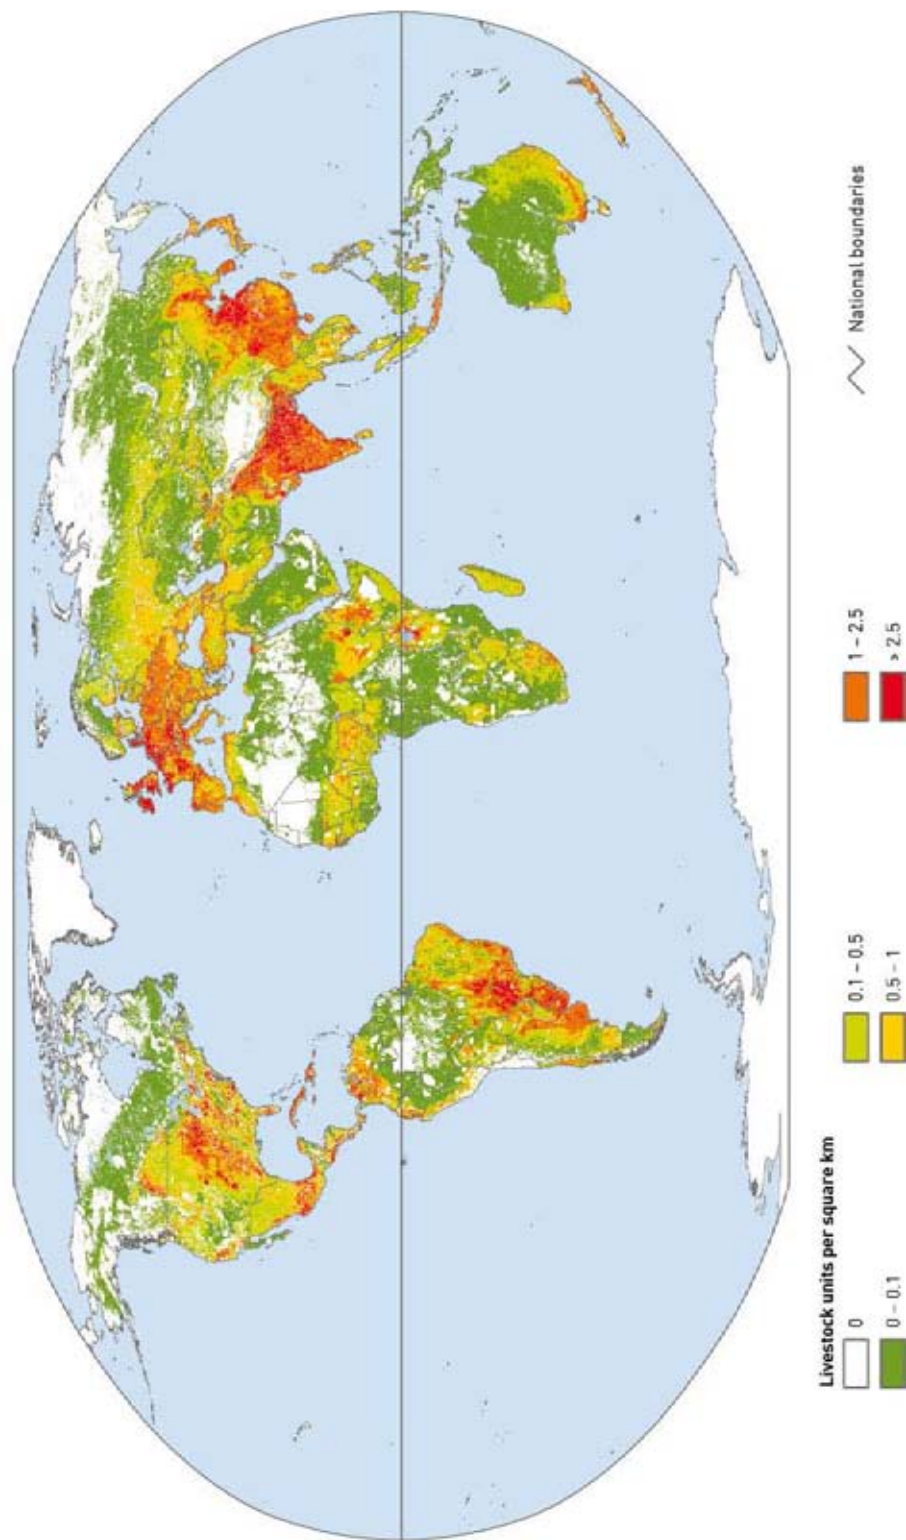 Livestock units per square km
0
0 – 0.1
0.1 – 0.5
0.5 – 1
1 – 2.5
> 2.5
National boundaries